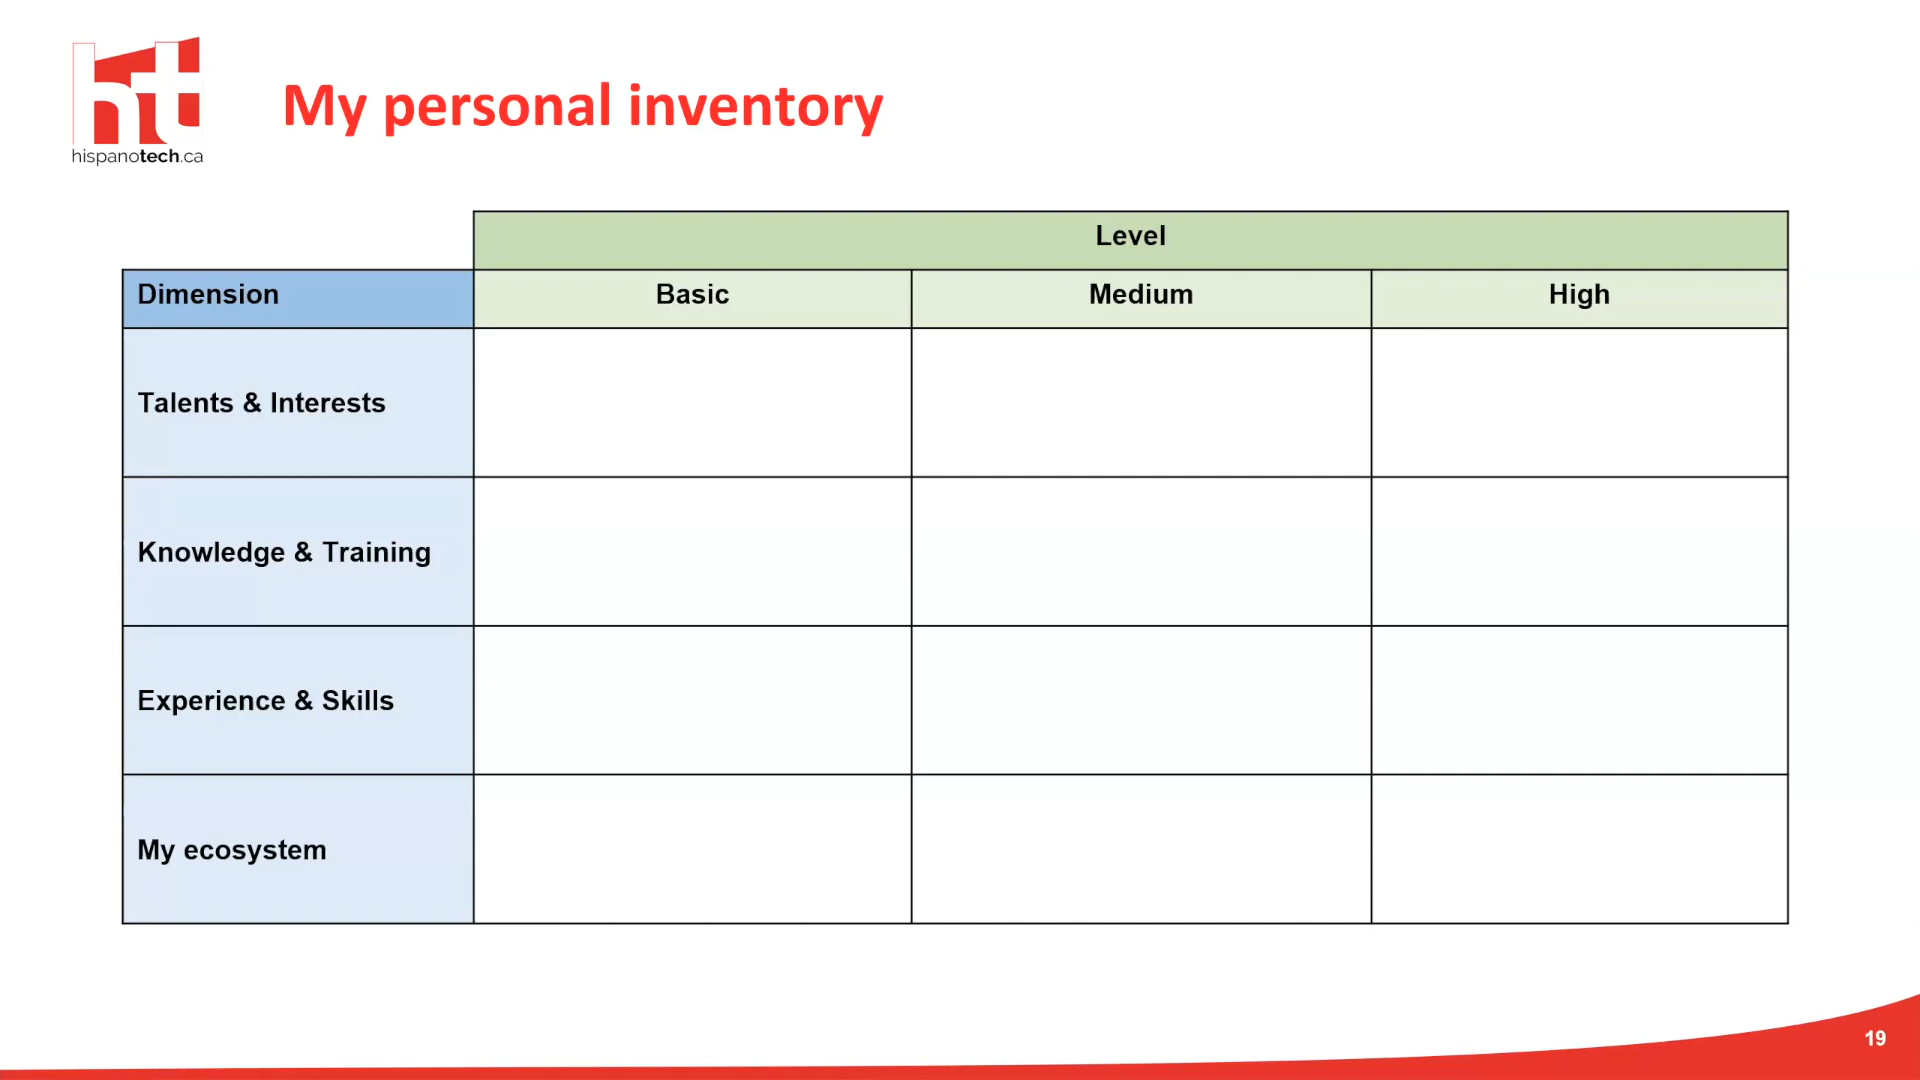 hispanotech.ca
My personal inventory
Level
Dimension
Basic
Medium
High
Talents & Interests
Knowledge & Training
Experience & Skills
My ecosystem
19